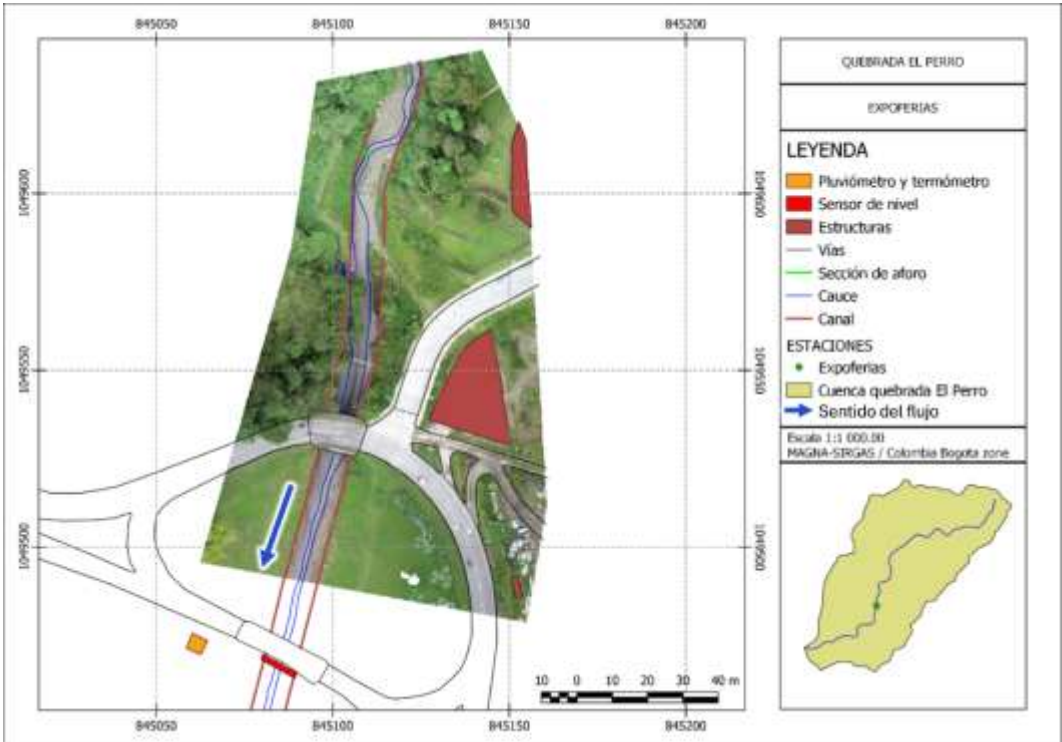 845050 845100 845150 845200
QUEBRADA EL PERRO
EXPOFERIAS
LEYENDA
Pluviómetro y termómetro
Sensor de nivel
Estructuras
Vías
Sección de aforo
Cauce
Canal
ESTACIONES
Expoferias
Cuenca quebrada El Perro
Sentido del flujo
Escala 1:1 000.00
MAGNA-SIRGAS / Colombia Bogota zone
1049600 1049600
1049550 1049550
1049500 1049500
10 0 10 20 30 40 m
845050 845100 845150 845200